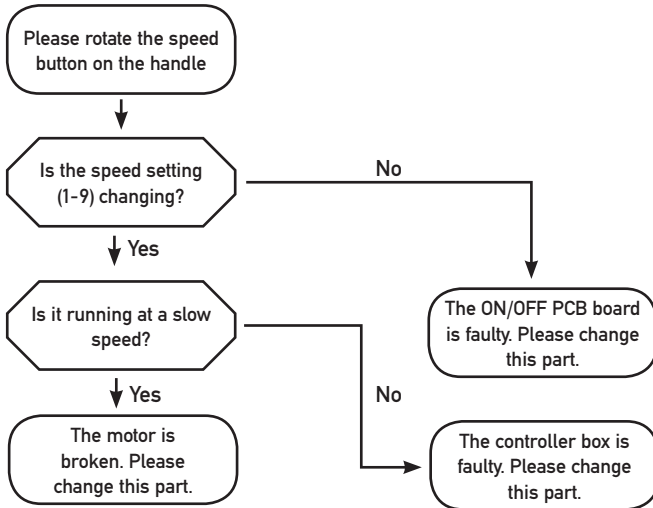 Please rotate the speed
button on the handle
Is the speed setting
(1-9) changing?
No
Yes
Is it running at a slow
speed?
The ON/OFF PCB board
is faulty. Please change
this part.
Yes
No
The motor is
broken. Please
change this part.
The controller box is
faulty. Please change
this part.